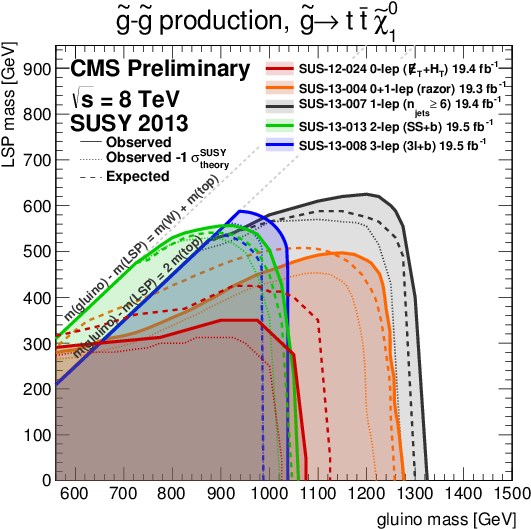 g̃-g̃ production, g̃→ t t̄ χ̃₁⁰
CMS Preliminary
√s = 8 TeV
SUSY 2013
Observed
Observed -1 σ^SUSY_theory
Expected
SUS-12-024 0-lep (E̸_T+H_T) 19.4 fb⁻¹
SUS-13-004 0+1-lep (razor) 19.3 fb⁻¹
SUS-13-007 1-lep (n_jets ≥ 6) 19.4 fb⁻¹
SUS-13-013 2-lep (SS+b) 19.5 fb⁻¹
SUS-13-008 3-lep (3l+b) 19.5 fb⁻¹
m(gluino) - m(LSP) = m(W) + m(top)
m(gluino) - m(LSP) = 2 m(top)
LSP mass [GeV]
900
800
700
600
500
400
300
200
100
0
600 700 800 900 1000 1100 1200 1300 1400 1500
gluino mass [GeV]